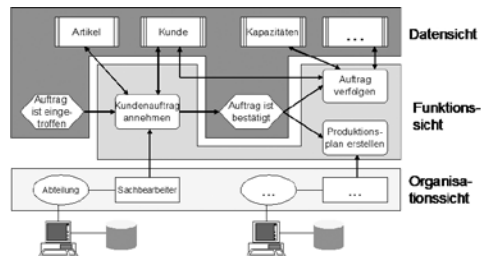 Artikel
Kunde
Kapazitäten
...
Datensicht
Auftrag
ist einge-
troffen
Kundenauftrag
annehmen
Auftrag ist
bestätigt
Auftrag
verfolgen
Funktions-
sicht
Produktions-
plan erstellen
Organisa-
tionssicht
Abteilung
Sachbearbeiter
...
...